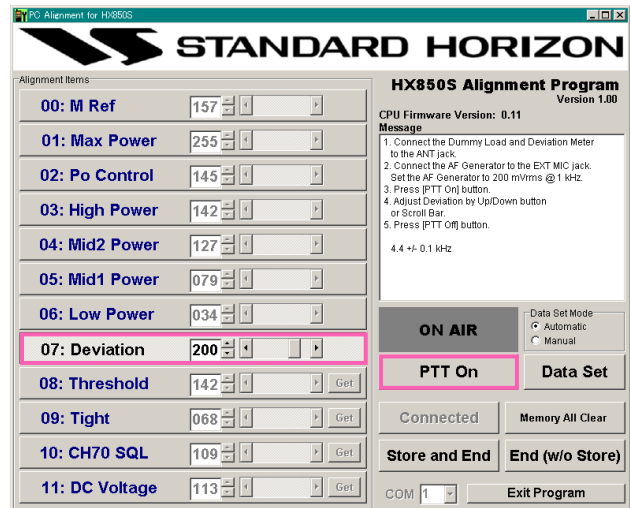 PC Alignment for HX850S
STANDARD HORIZON
Alignment Items
00: M Ref 157
01: Max Power 255
02: Po Control 145
03: High Power 142
04: Mid2 Power 127
05: Mid1 Power 079
06: Low Power 034
07: Deviation 200
08: Threshold 142 Get
09: Tight 068 Get
10: CH70 SQL 109 Get
11: DC Voltage 113 Get
HX850S Alignment Program
Version 1.00
CPU Firmware Version: 0.11
Message
1. Connect the Dummy Load and Deviation Meter
to the ANT jack.
2. Connect the AF Generator to the EXT MIC jack.
Set the AF Generator to 200 mVrms @ 1 kHz.
3. Press [PTT On] button.
4. Adjust Deviation by Up/Down button
or Scroll Bar.
5. Press [PTT Off] button.
4.4 +/- 0.1 kHz
ON AIR
Data Set Mode
Automatic
Manual
PTT On
Data Set
Connected
Memory All Clear
Store and End
End (w/o Store)
COM 1
Exit Program